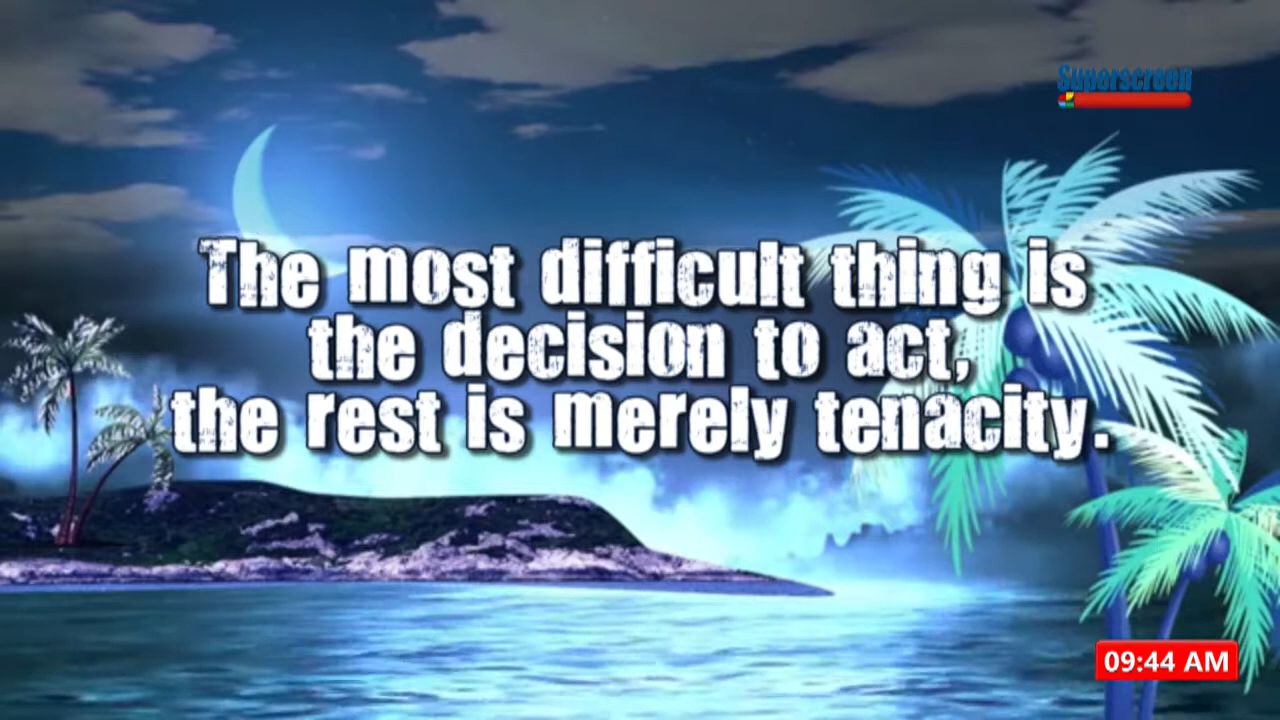 Superscreen
The most difficult thing is
the decision to act,
the rest is merely tenacity.
09:44 AM